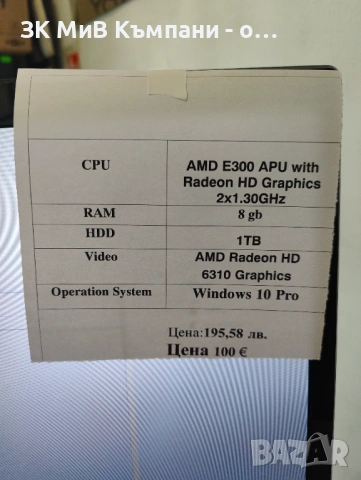 ЗК МиВ Къмпани - о...
CPU
AMD E300 APU with
Radeon HD Graphics
2x1.30GHz
RAM
8 gb
HDD
1TB
Video
AMD Radeon HD
6310 Graphics
Operation System
Windows 10 Pro
Цена:195,58 лв.
Цена 100 €
BAZAR